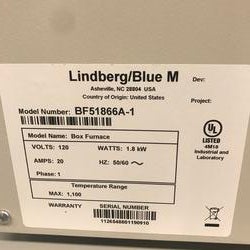 Lindberg/Blue M
Asheville, NC 28804 USA
Country of Origin: United States
Dev:
Model Number: BF51866A-1
Project:
Model Name: Box Furnace
VOLTS: 120 WATTS: 1.8 kW
AMPS: 20 HZ: 50/60 ~
Phase: 1
UL
LISTED
Industrial and
Laboratory
Temperature Range
MAX: 1,100
WARRANTY SERIAL NUMBER